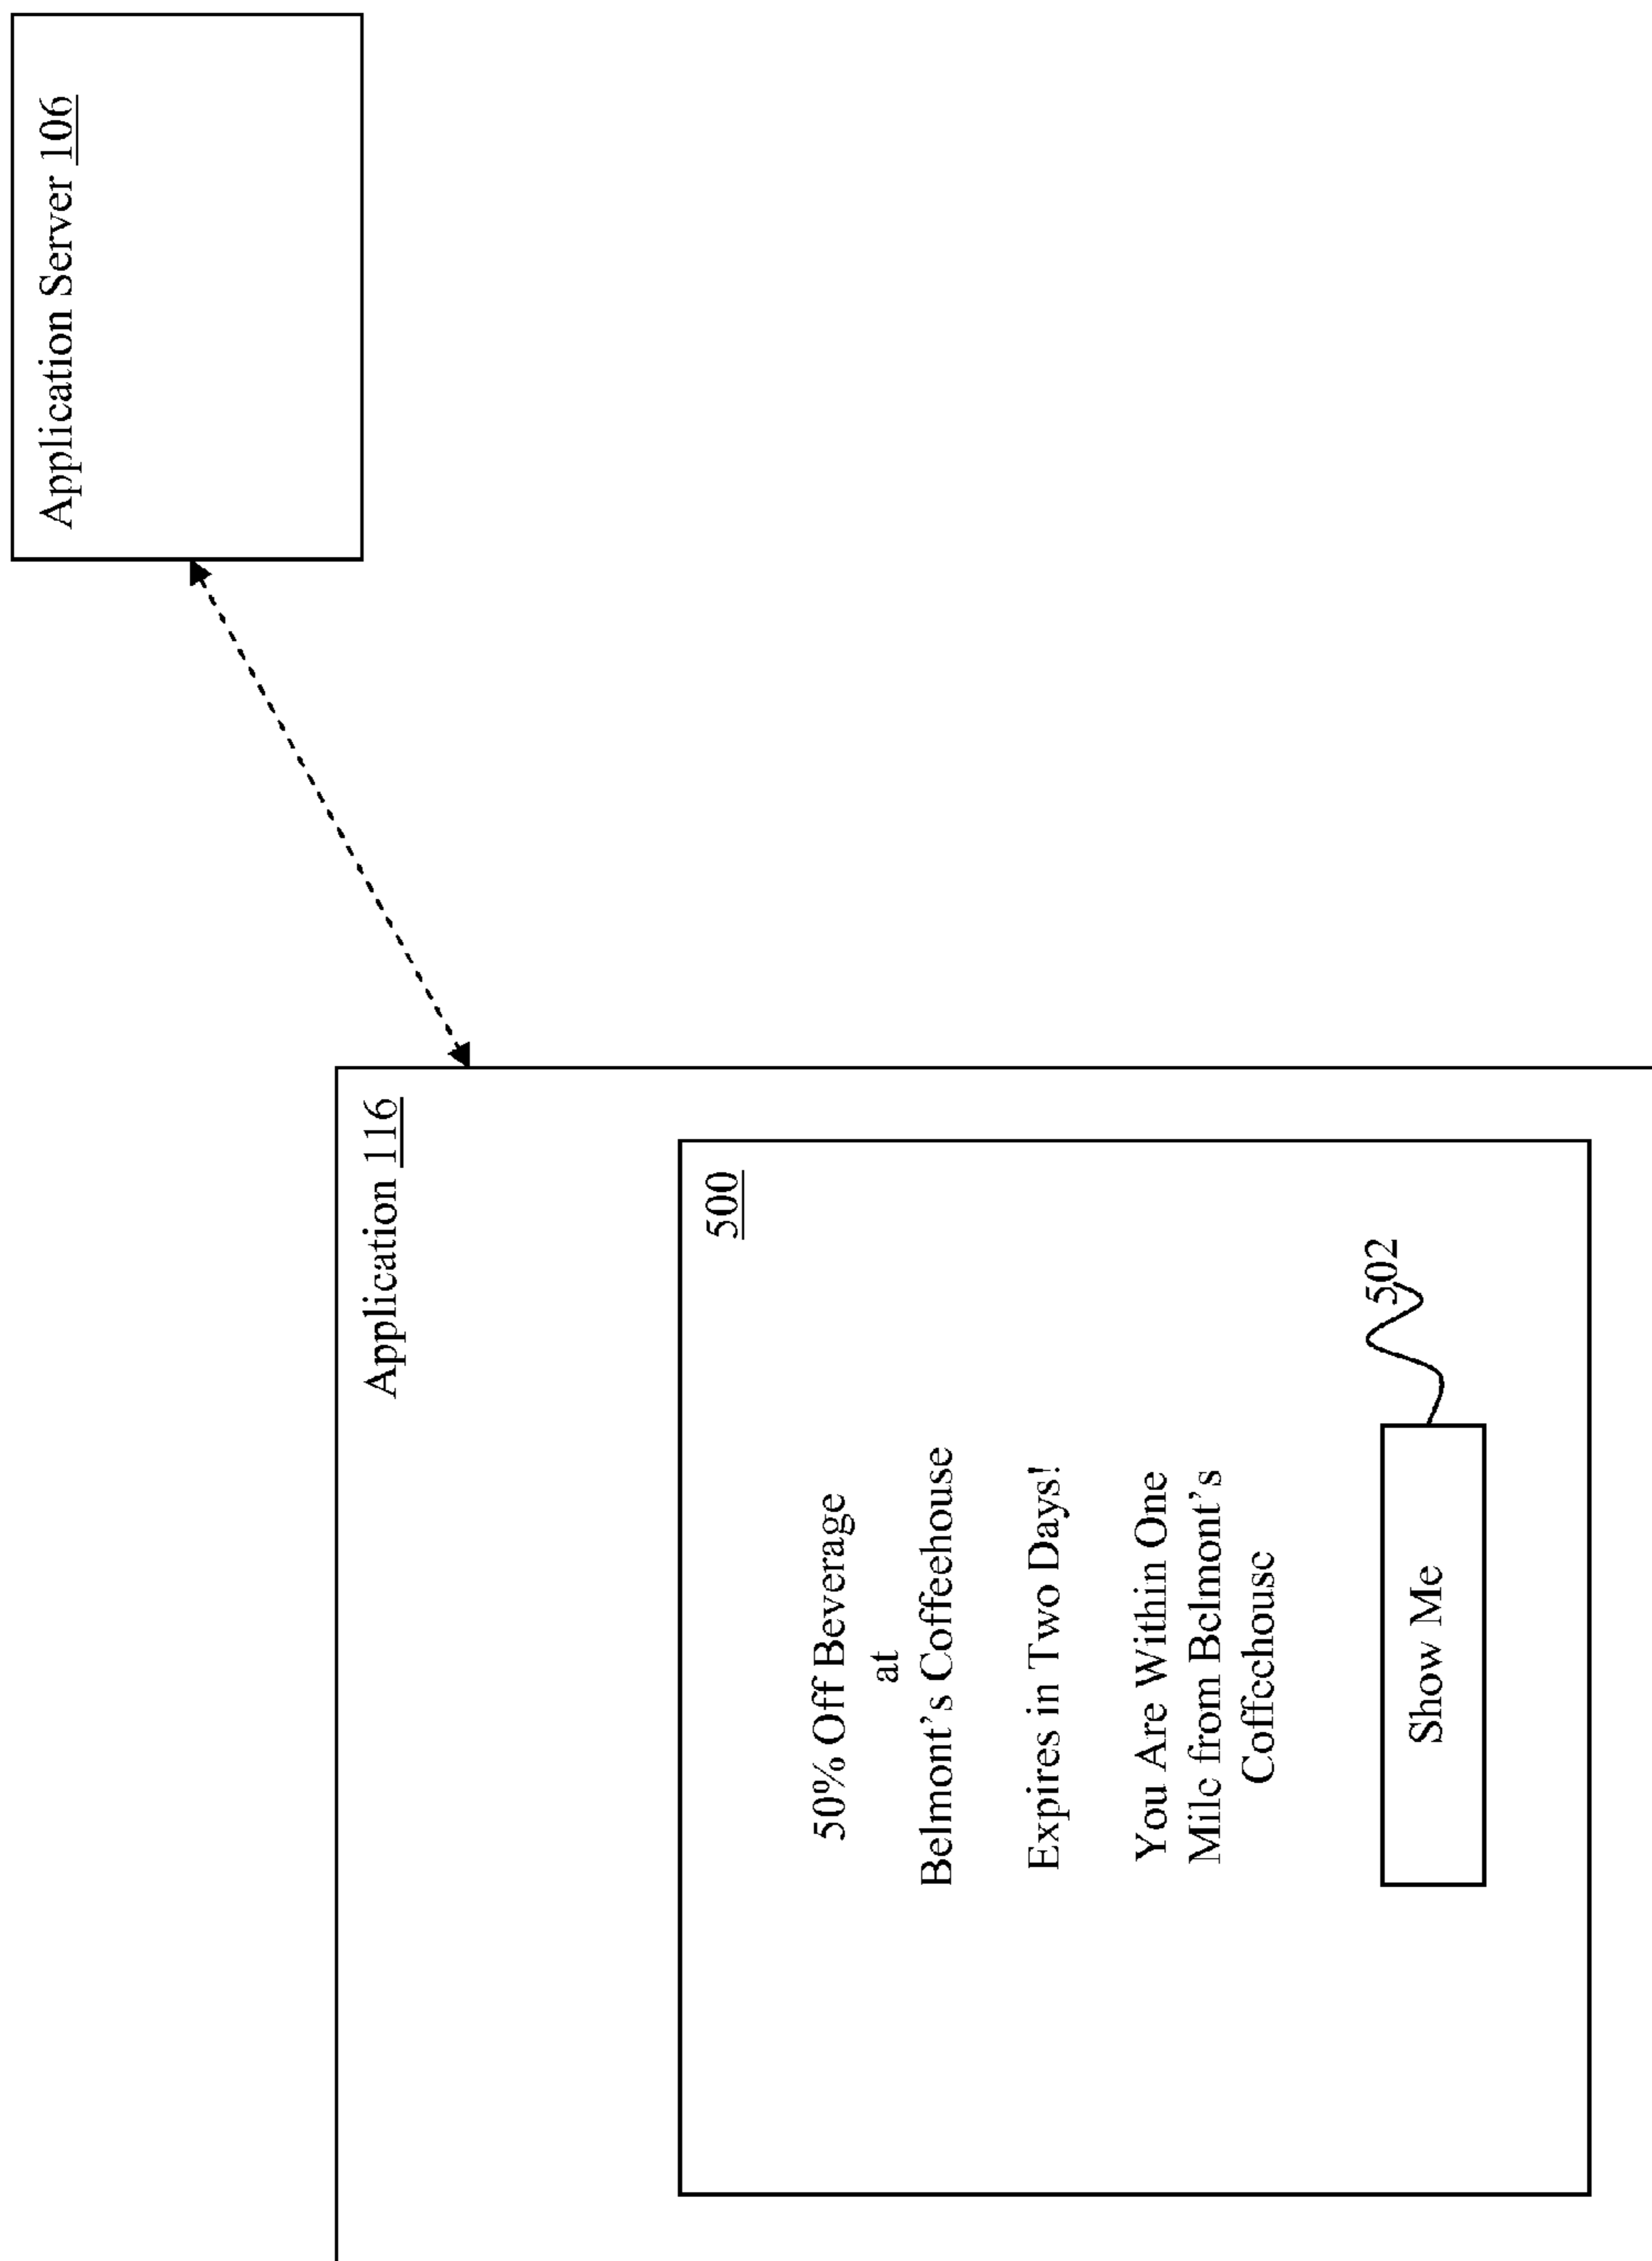 Application Server 106
Application 116
500
50% Off Beverage
at
Belmont's Coffeehouse
Expires in Two Days!
You Are Within One
Mile from Belmont's
Coffeehouse
502
Show Me